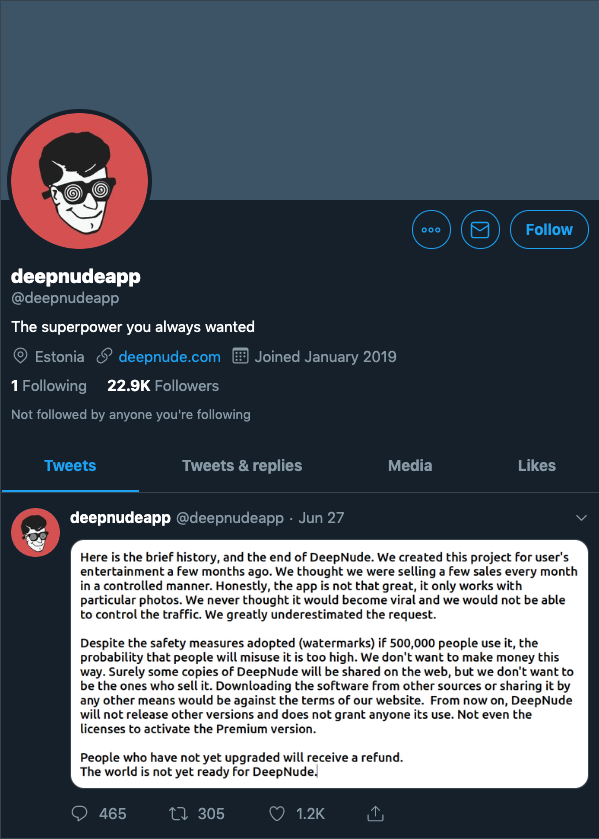 Follow
deepnudeapp
@deepnudeapp
The superpower you always wanted
Estonia deepnude.com Joined January 2019
1 Following 22.9K Followers
Not followed by anyone you're following
Tweets Tweets & replies Media Likes
deepnudeapp @deepnudeapp · Jun 27
Here is the brief history, and the end of DeepNude. We created this project for user's
entertainment a few months ago. We thought we were selling a few sales every month
in a controlled manner. Honestly, the app is not that great, it only works with
particular photos. We never thought it would become viral and we would not be able
to control the traffic. We greatly underestimated the request.
Despite the safety measures adopted (watermarks) if 500,000 people use it, the
probability that people will misuse it is too high. We don't want to make money this
way. Surely some copies of DeepNude will be shared on the web, but we don't want to
be the ones who sell it. Downloading the software from other sources or sharing it by
any other means would be against the terms of our website. From now on, DeepNude
will not release other versions and does not grant anyone its use. Not even the
licenses to activate the Premium version.
People who have not yet upgraded will receive a refund.
The world is not yet ready for DeepNude.
465 305 1.2K